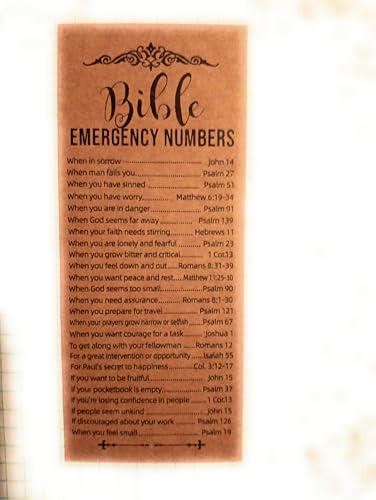 Bible
EMERGENCY NUMBERS
When in sorrow ........................ John 14
When man fails you ................ Psalm 27
When you have sinned ............ Psalm 51
When you have worry ........... Matthew 6:19-34
When you are in danger ............ Psalm 91
When God seems far away ............ Psalm 139
When your faith needs stirring ............ Hebrews 11
When you are lonely and fearful ....... Psalm 23
When you grow bitter and critical ........ 1 Cor13
When you feel down and out ..... Romans 8:31-39
When you want peace and rest .... Matthew 11:25-30
When God seems too small ............ Psalm 90
When you need assurance ......... Romans 8:1-30
When you prepare for travel ........ Psalm 121
When your prayers grow narrow or selfish ..... Psalm 67
When you want courage for a task ...... Joshua 1
To get along with your fellowman .... Romans 12
For a great intervention or opportunity ..... Isaiah 55
For Paul's secret to happiness ....... Col. 3:12-17
If you want to be fruitful ............ John 15
If your pocketbook is empty ........ Psalm 37
If you're losing confidence in people ..... 1 Cor13
If people seem unkind ........ John 15
If discouraged about your work .... Psalm 126
When you feel small ............ Psalm 19